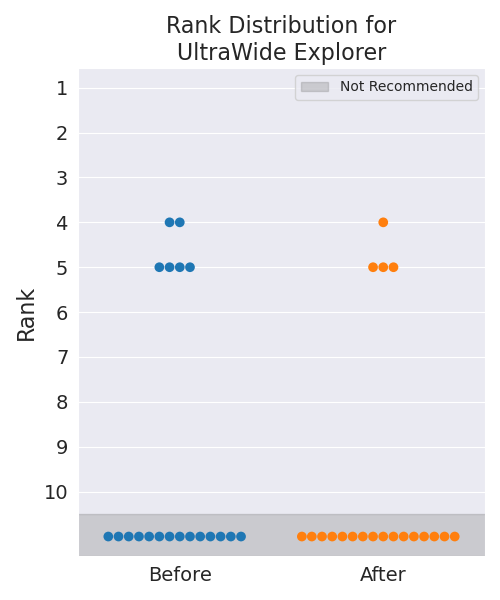 Rank Distribution for
UltraWide Explorer
Not Recommended
1
2
3
4
5
6
7
8
9
10
Rank
Before
After